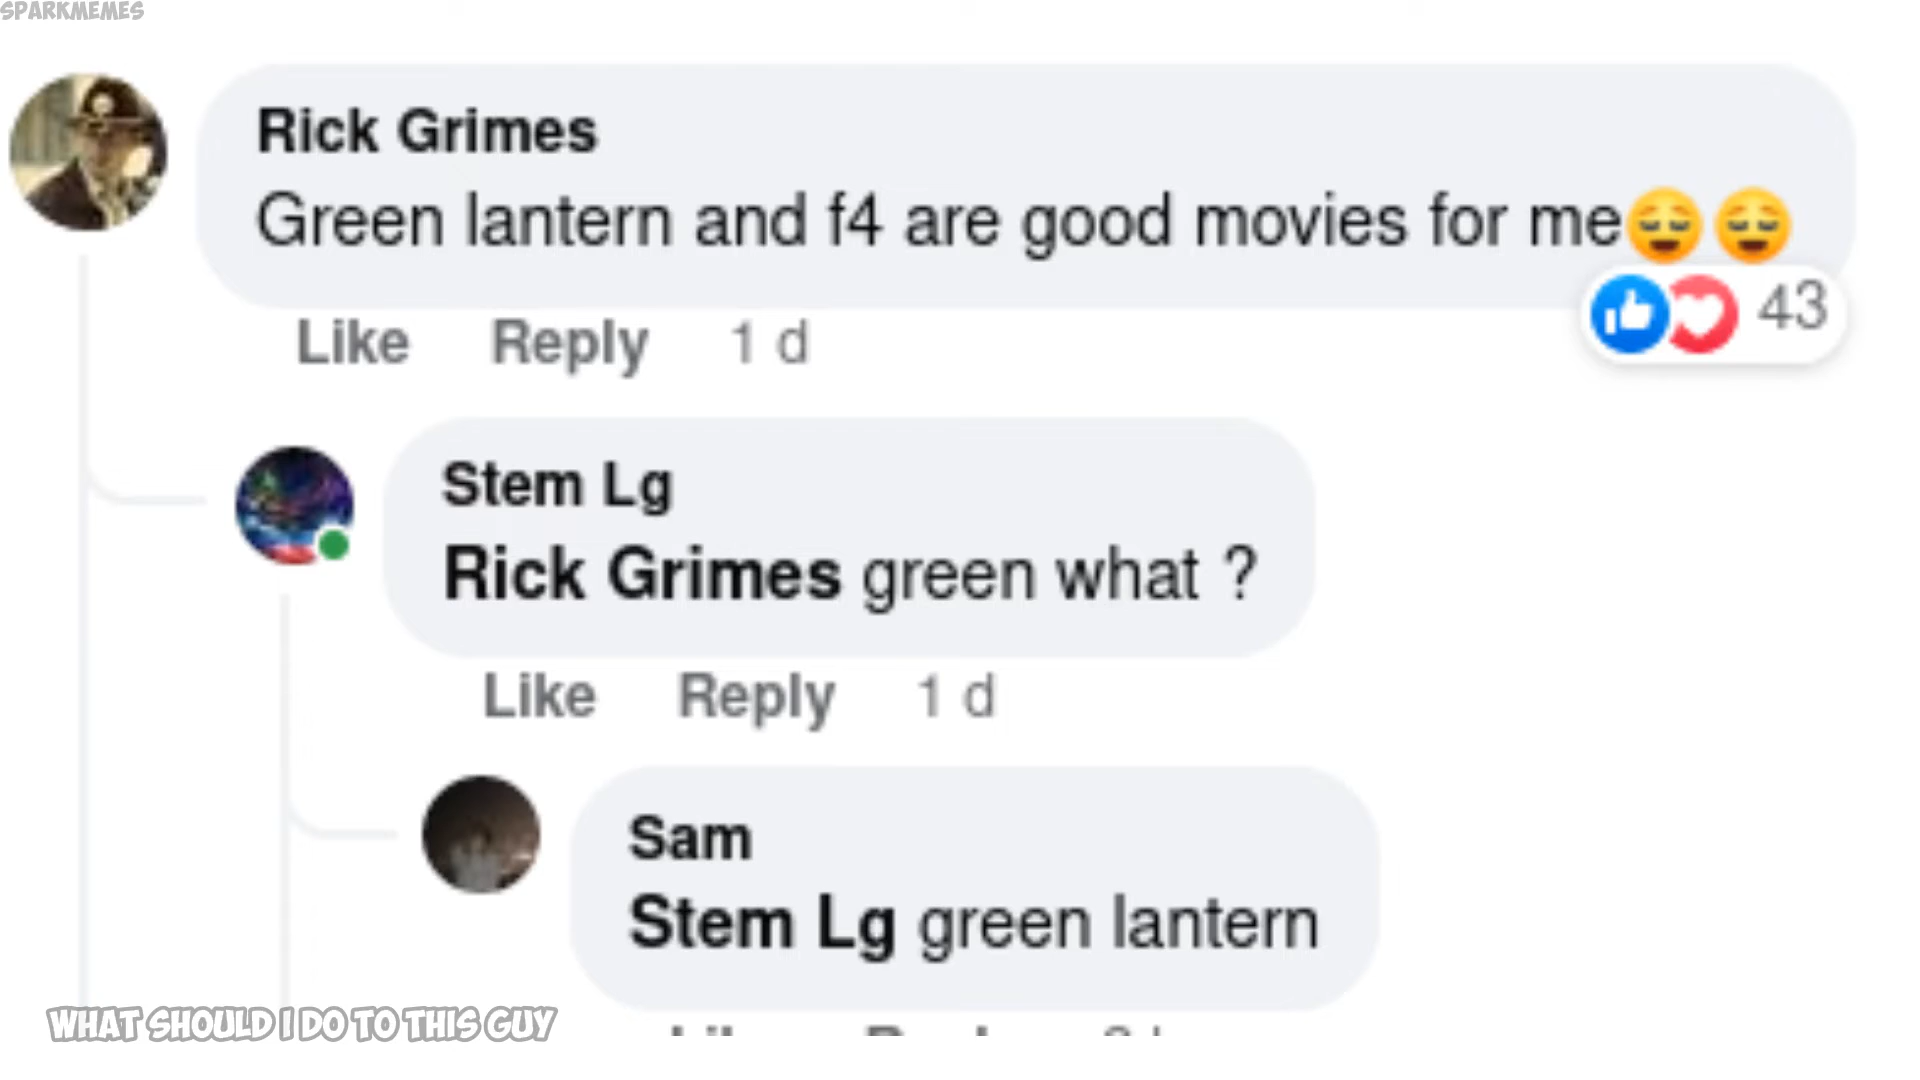 SPARKMEMES
Rick Grimes
Green lantern and f4 are good movies for me😌😌
43
Like Reply 1 d
Stem Lg
Rick Grimes green what ?
Like Reply 1 d
Sam
Stem Lg green lantern
WHAT SHOULD I DO TO THIS GUY